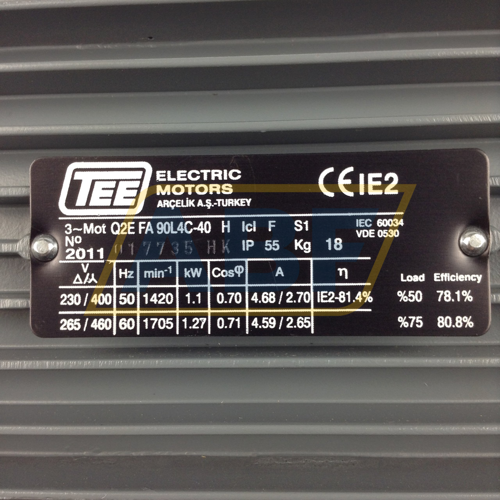 TEE ELECTRIC MOTORS
ARÇELİK A.Ş.-TURKEY
CE IE2
3~Mot Q2E FA 90L4C-40 H Icl F S1 IEC 60034
VDE 0530
No 2011 017735 HK IP 55 Kg 18
V Δ/Y Hz min⁻¹ kW Cosφ A η Load Efficiency
230 / 400 50 1420 1.1 0.70 4.68 / 2.70 IE2-81.4% %50 78.1%
265 / 460 60 1705 1.27 0.71 4.59 / 2.65 %75 80.8%